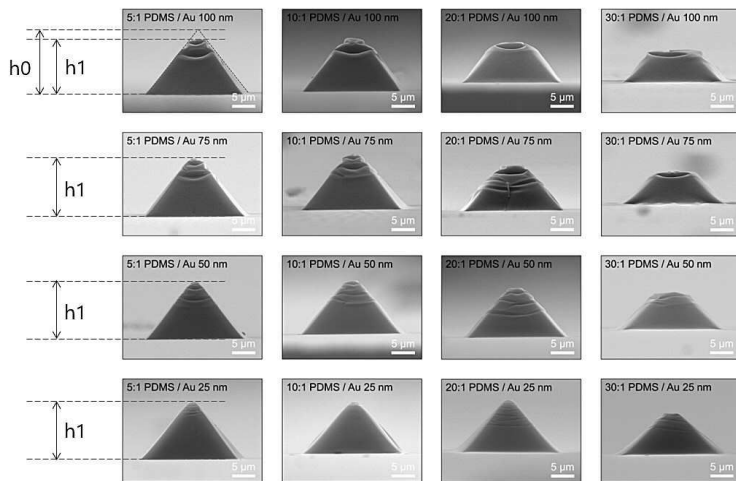 5:1 PDMS / Au 100 nm
10:1 PDMS / Au 100 nm
20:1 PDMS / Au 100 nm
30:1 PDMS / Au 100 nm
h0
h1
5 µm
5 µm
5 µm
5 µm
5:1 PDMS / Au 75 nm
10:1 PDMS / Au 75 nm
20:1 PDMS / Au 75 nm
30:1 PDMS / Au 75 nm
h1
5 µm
5 µm
5 µm
5 µm
5:1 PDMS / Au 50 nm
10:1 PDMS / Au 50 nm
20:1 PDMS / Au 50 nm
30:1 PDMS / Au 50 nm
h1
5 µm
5 µm
5 µm
5 µm
5:1 PDMS / Au 25 nm
10:1 PDMS / Au 25 nm
20:1 PDMS / Au 25 nm
30:1 PDMS / Au 25 nm
h1
5 µm
5 µm
5 µm
5 µm